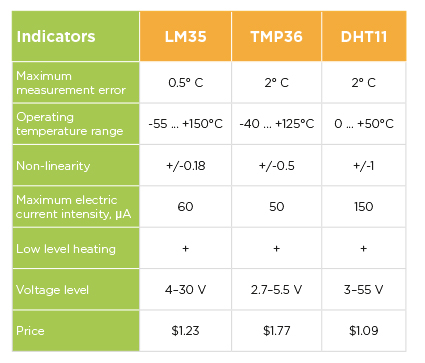 Indicators LM35 TMP36 DHT11
Maximum
measurement error 0.5° C 2° C 2° C
Operating
temperature range -55 ... +150°C -40 ... +125°C 0 ... +50°C
Non-linearity +/-0.18 +/-0.5 +/-1
Maximum electric
current intensity, µA 60 50 150
Low level heating + + +
Voltage level 4–30 V 2.7–5.5 V 3–55 V
Price $1.23 $1.77 $1.09